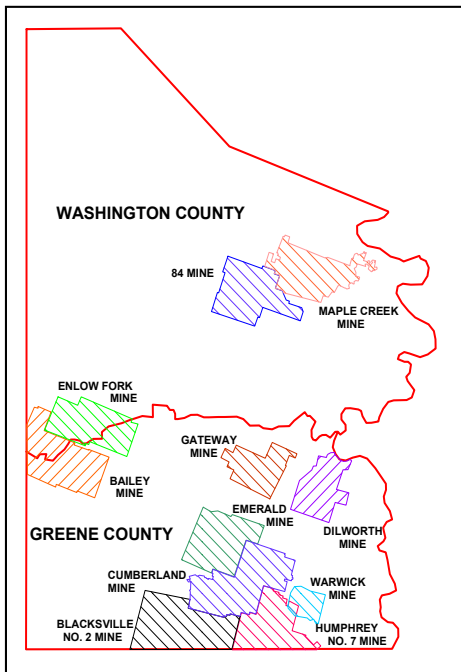 WASHINGTON COUNTY
84 MINE
MAPLE CREEK
MINE
ENLOW FORK
MINE
GATEWAY
MINE
BAILEY
MINE
EMERALD
MINE
DILWORTH
MINE
GREENE COUNTY
CUMBERLAND
MINE
WARWICK
MINE
BLACKSVILLE
NO. 2 MINE
HUMPHREY
NO. 7 MINE